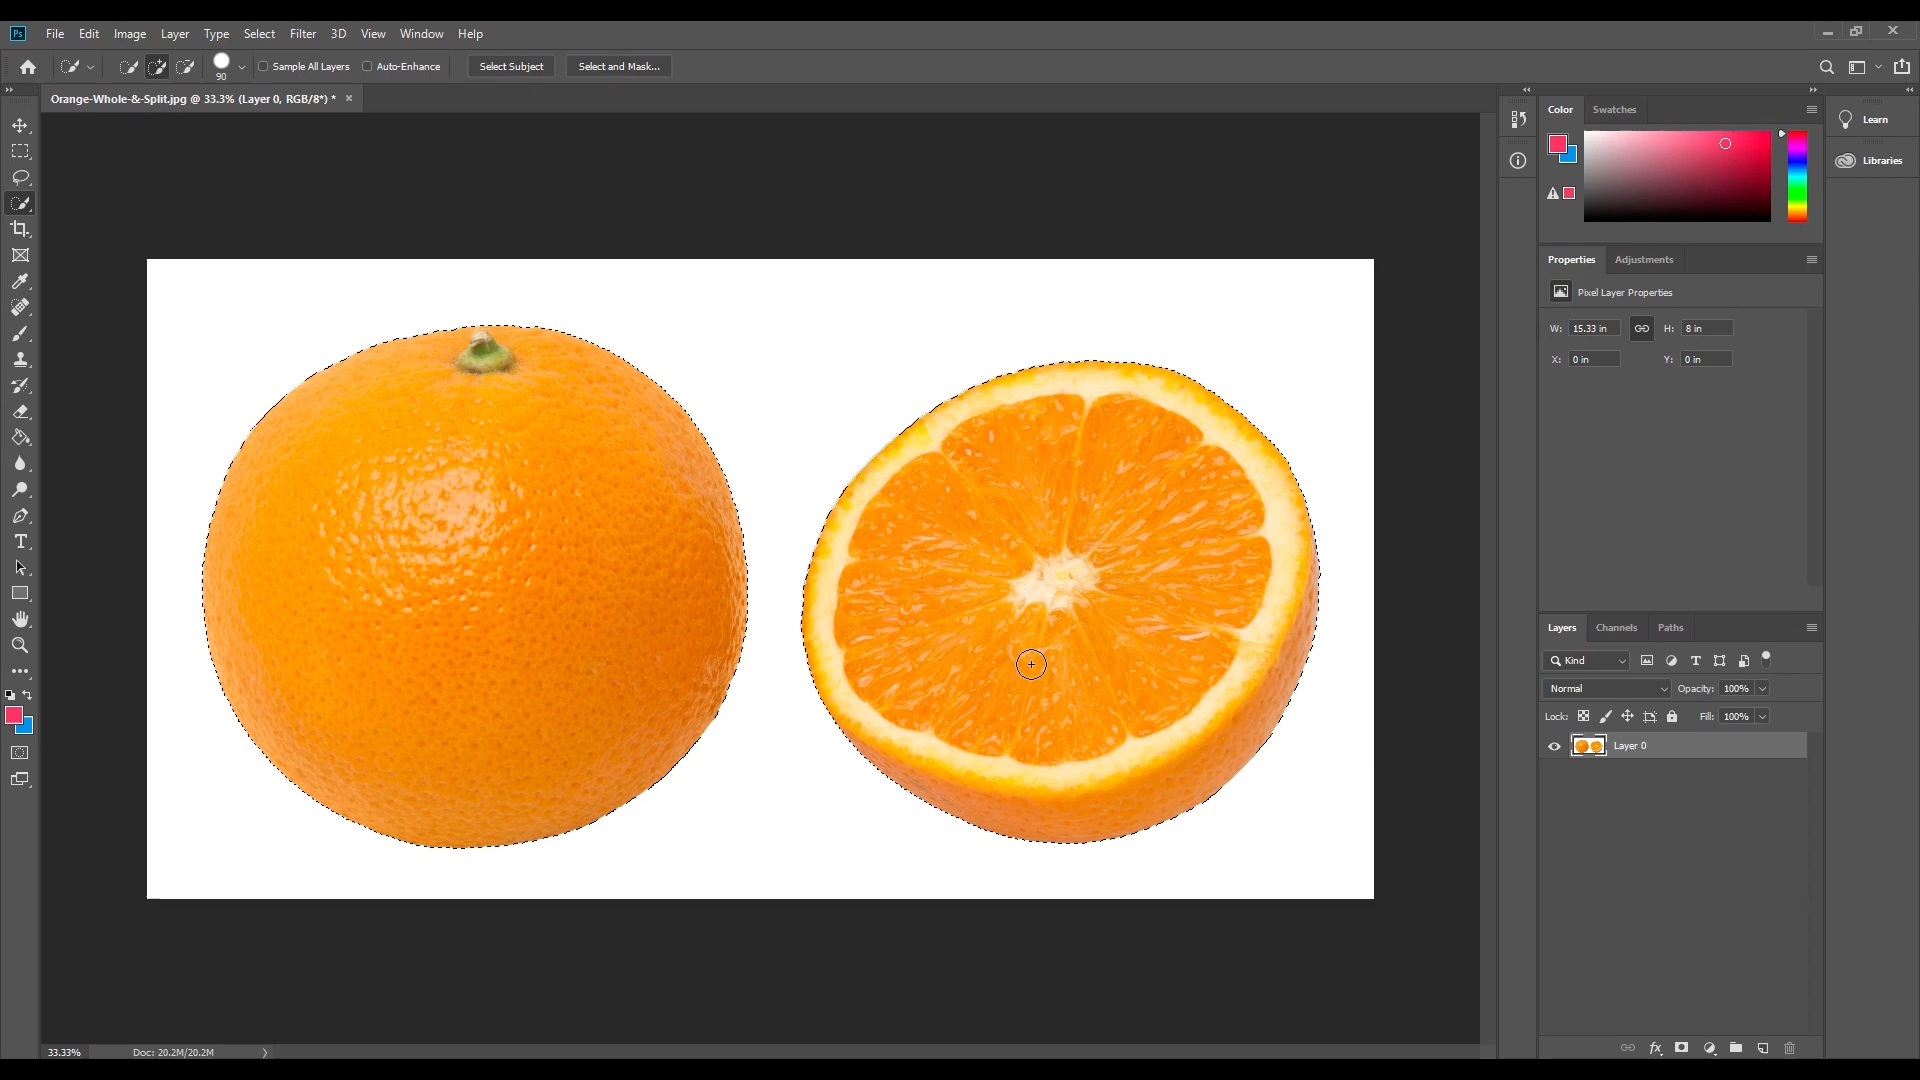 Ps File Edit Image Layer Type Select Filter 3D View Window Help
90 Sample All Layers Auto-Enhance Select Subject Select and Mask...
Orange-Whole-&-Split.jpg @ 33.3% (Layer 0, RGB/8*) * ×
Color Swatches
Learn
Libraries
Properties Adjustments
Pixel Layer Properties
W: 15.33 in H: 8 in
X: 0 in Y: 0 in
Layers Channels Paths
Kind
Normal Opacity: 100%
Lock: Fill: 100%
Layer 0
fx
33.33% Doc: 20.2M/20.2M